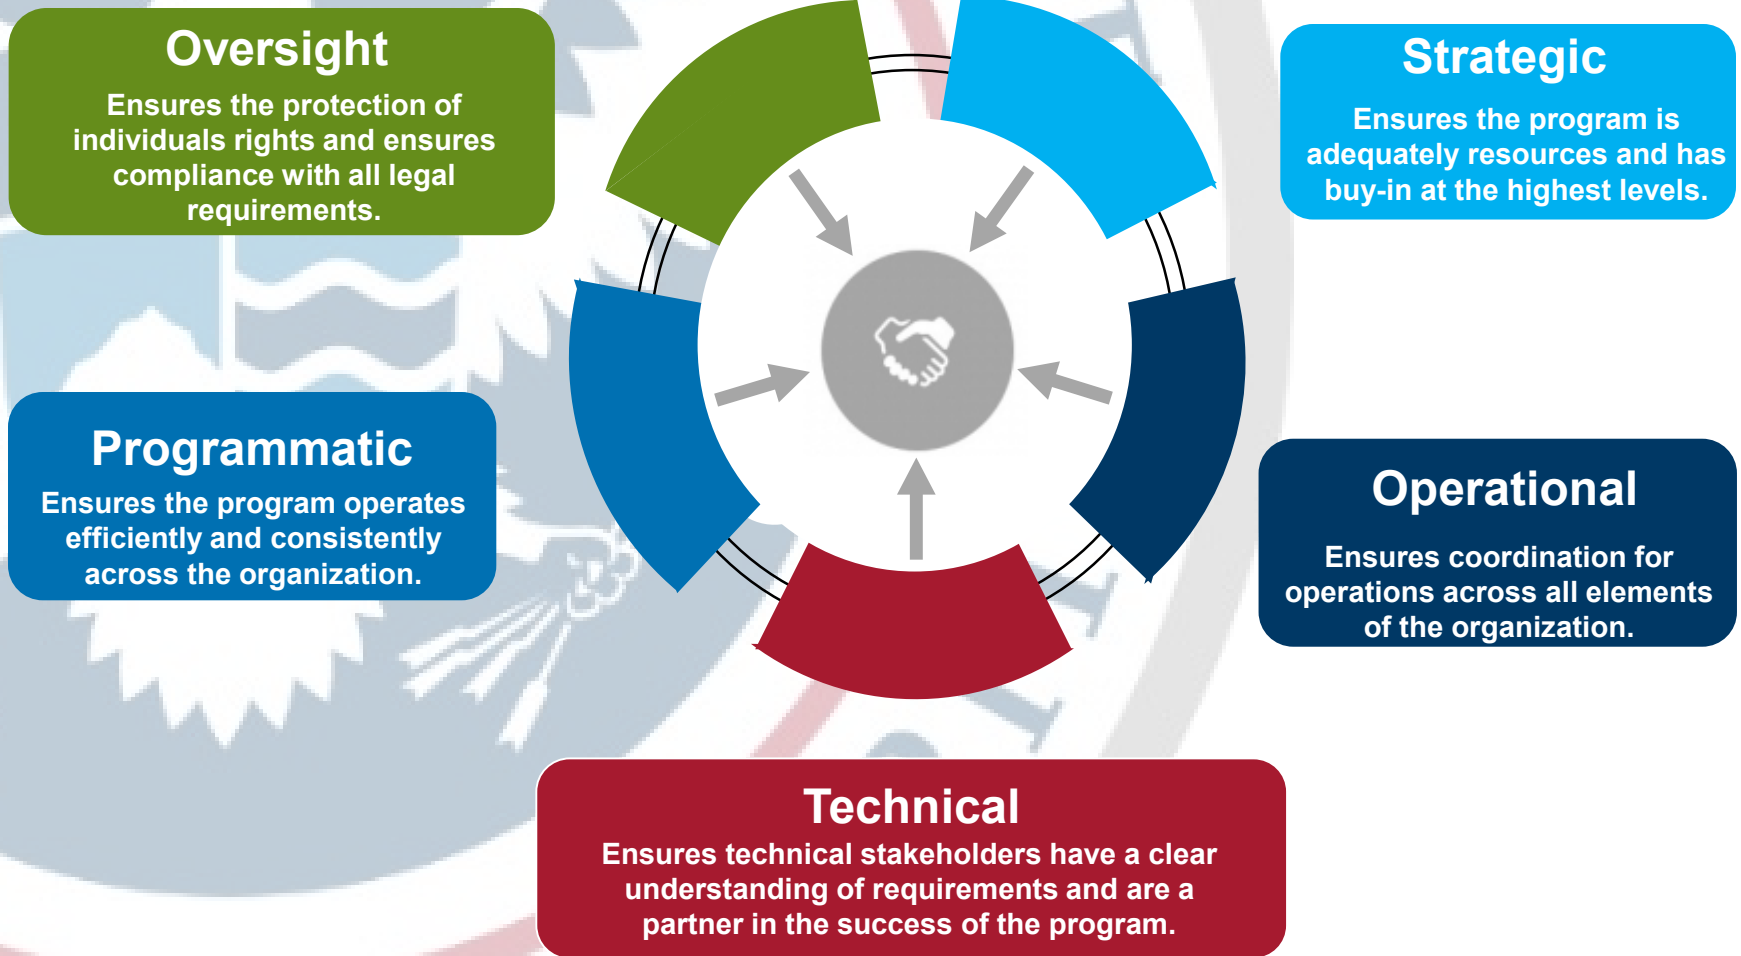 Oversight
Ensures the protection of
individuals rights and ensures
compliance with all legal
requirements.
Strategic
Ensures the program is
adequately resources and has
buy-in at the highest levels.
Programmatic
Ensures the program operates
efficiently and consistently
across the organization.
Operational
Ensures coordination for
operations across all elements
of the organization.
Technical
Ensures technical stakeholders have a clear
understanding of requirements and are a
partner in the success of the program.